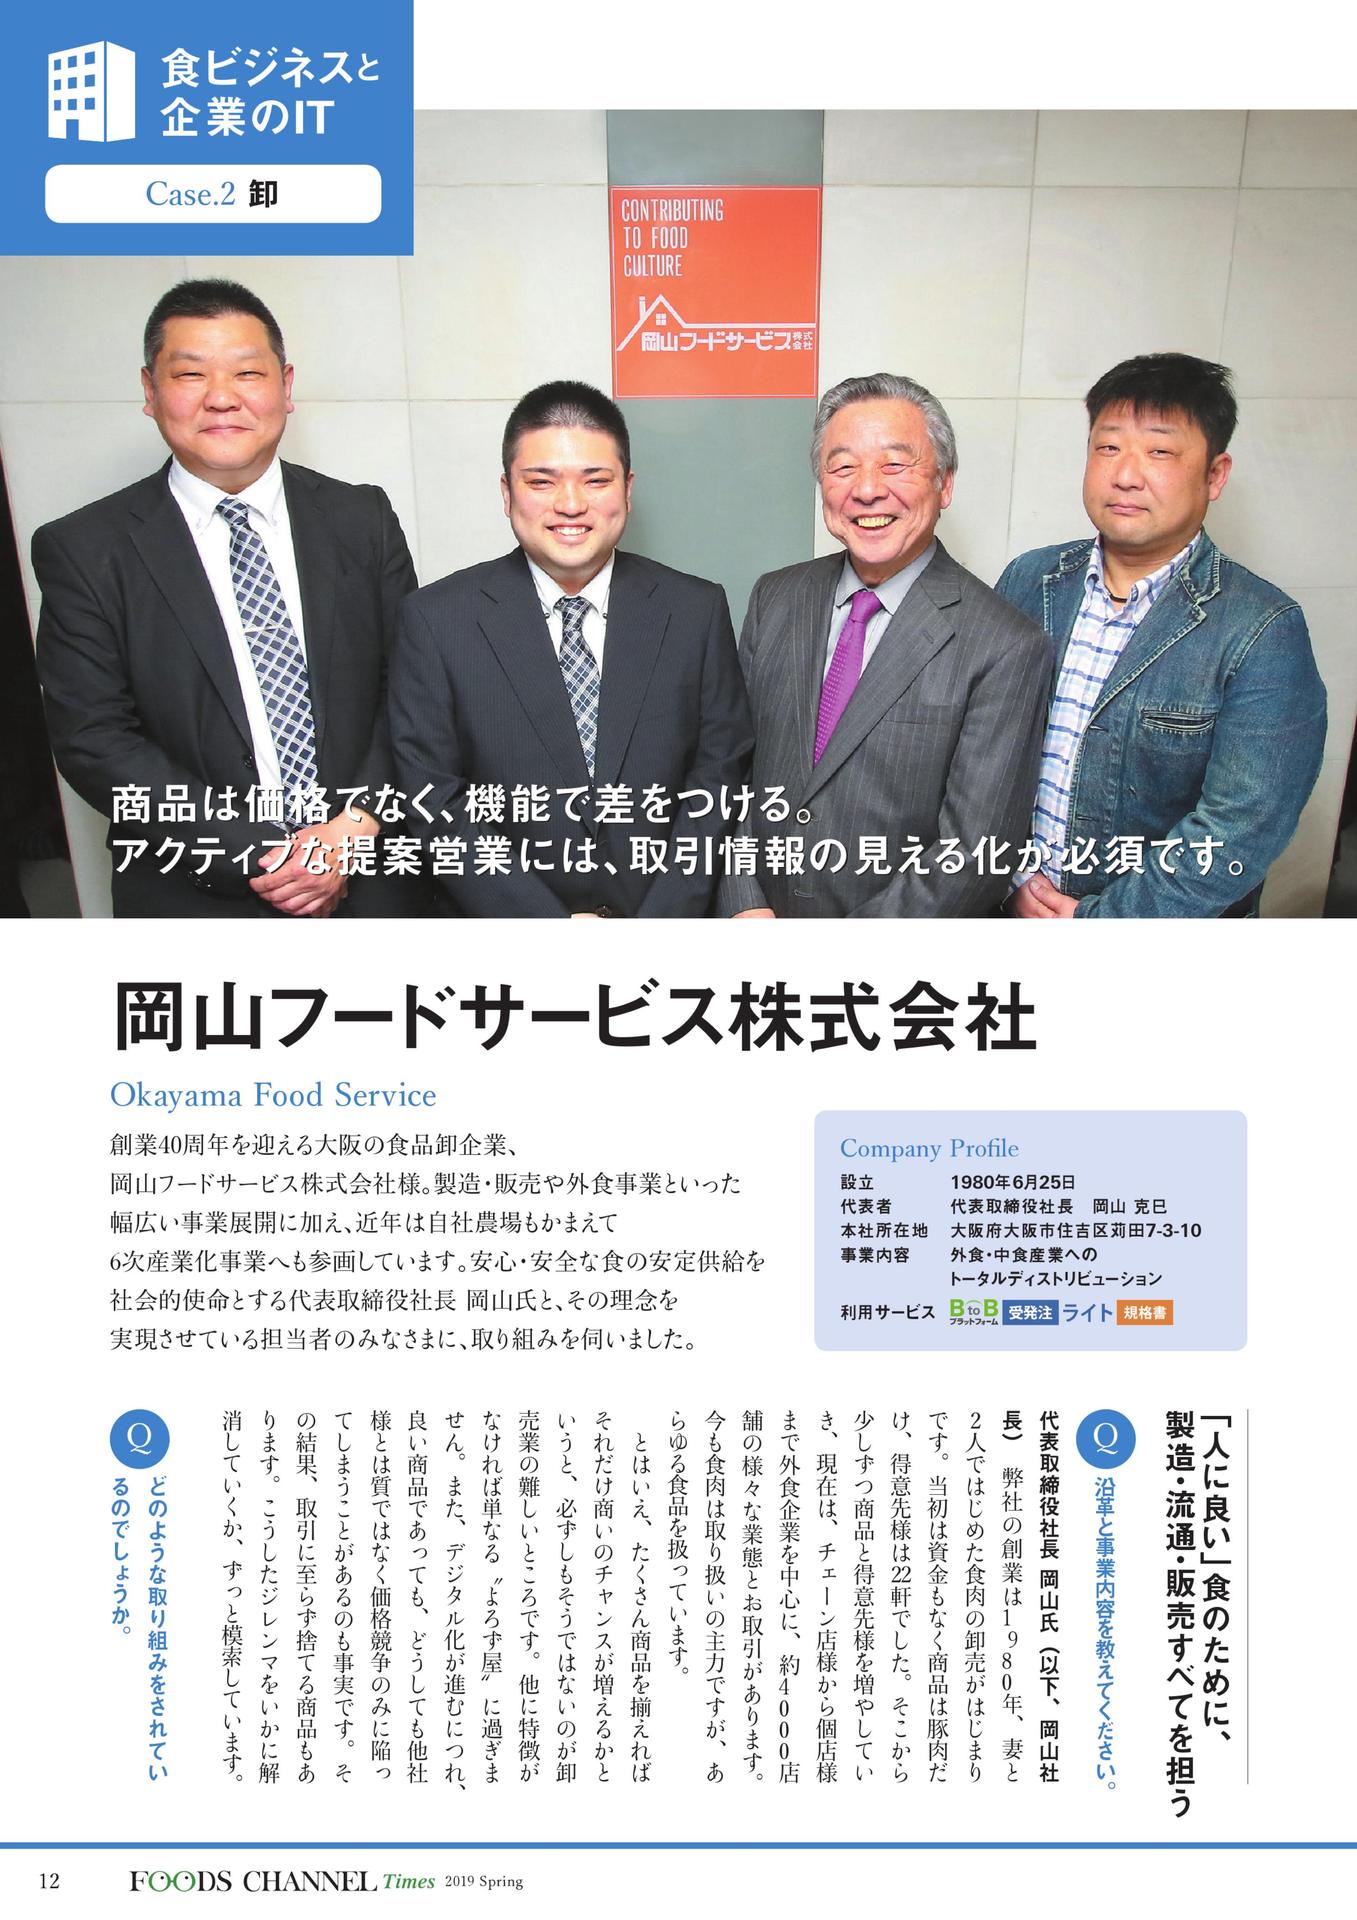 食ビジネスと
企業のIT
Case.2 卸
CONTRIBUTING
TO FOOD
CULTURE
岡山フードサービス株式会社
商品は価格でなく、機能で差をつける。
アクティブな提案営業には、取引情報の見える化が必須です。
岡山フードサービス株式会社
Okayama Food Service
創業40周年を迎える大阪の食品卸企業、
岡山フードサービス株式会社様。製造・販売や外食事業といった
幅広い事業展開に加え、近年は自社農場もかまえて
6次産業化事業へも参画しています。安心・安全な食の安定供給を
社会的使命とする代表取締役社長 岡山氏と、その理念を
実現させている担当者のみなさまに、取り組みを伺いました。
Company Profile
設立 1980年6月25日
代表者 代表取締役社長 岡山 克巳
本社所在地 大阪府大阪市住吉区苅田7-3-10
事業内容 外食・中食産業への
トータルディストリビューション
利用サービス BtoB プラットフォーム 受発注 ライト 規格書
「人に良い」食のために、
製造・流通・販売すべてを担う
Q 沿革と事業内容を教えてください。
代表取締役社長 岡山氏（以下、岡山社
長） 弊社の創業は1980年、妻と
2人ではじめた食肉の卸売がはじまり
です。当初は資金もなく商品は豚肉だ
け、得意先様は22軒でした。そこから
少しずつ商品と得意先様を増やしてい
き、現在は、チェーン店様から個店様
まで外食企業を中心に、約4000店
舗の様々な業態とお取引があります。
今も食肉は取り扱いの主力ですが、あ
らゆる食品を扱っています。
とはいえ、たくさん商品を揃えれば
それだけ商いのチャンスが増えるかと
いうと、必ずしもそうではないのが卸
売業の難しいところです。他に特徴が
なければ単なる〝よろず屋〟に過ぎま
せん。また、デジタル化が進むにつれ、
良い商品であっても、どうしても他社
様とは質ではなく価格競争のみに陥っ
てしまうことがあるのも事実です。そ
の結果、取引に至らず捨てる商品もあ
ります。こうしたジレンマをいかに解
消していくか、ずっと模索しています。
Q どのような取り組みをされてい
るのでしょうか。
12
FOODS CHANNEL Times 2019 Spring